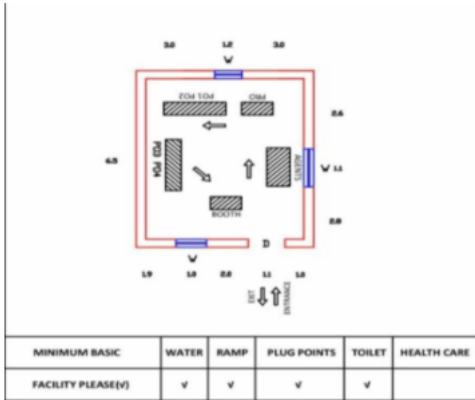 3.0 1.2 3.0
W
PO1 PO2 PRO
2.6
PO3 PO4
6.5
AGENTS
W 1.1
BOOTH
2.0
D
W
1.9 1.0 2.0 1.1 1.0
EXIT
ENTRANCE
MINIMUM BASIC WATER RAMP PLUG POINTS TOILET HEALTH CARE
FACILITY PLEASE(√) √ √ √ √